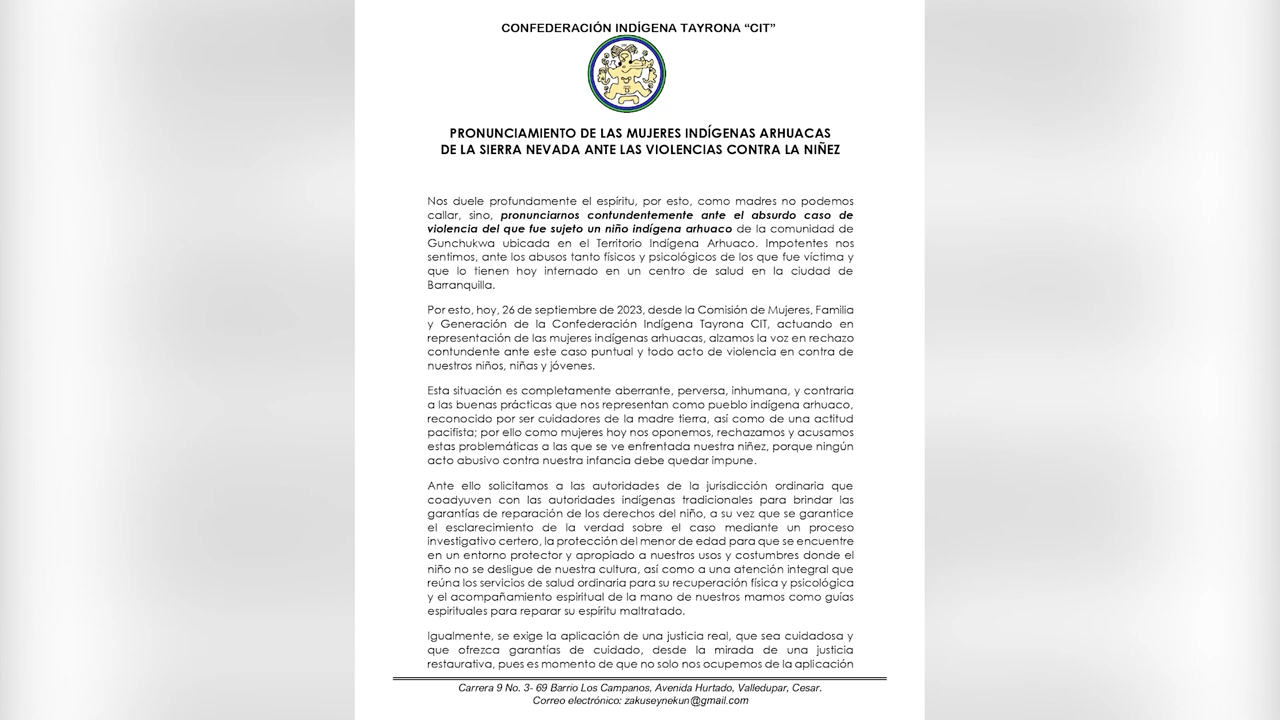 CONFEDERACIÓN INDÍGENA TAYRONA “CIT”
PRONUNCIAMIENTO DE LAS MUJERES INDÍGENAS ARHUACAS
DE LA SIERRA NEVADA ANTE LAS VIOLENCIAS CONTRA LA NIÑEZ
Nos duele profundamente el espíritu, por esto, como madres no podemos
callar, sino, pronunciarnos contundentemente ante el absurdo caso de
violencia del que fue sujeto un niño indígena arhuaco de la comunidad de
Gunchukwa ubicada en el Territorio Indígena Arhuaco. Impotentes nos
sentimos, ante los abusos tanto físicos y psicológicos de los que fue víctima y
que lo tienen hoy internado en un centro de salud en la ciudad de
Barranquilla.
Por esto, hoy, 26 de septiembre de 2023, desde la Comisión de Mujeres, Familia
y Generación de la Confederación Indígena Tayrona CIT, actuando en
representación de las mujeres indígenas arhuacas, alzamos la voz en rechazo
contundente ante este caso puntual y todo acto de violencia en contra de
nuestros niños, niñas y jóvenes.
Esta situación es completamente aberrante, perversa, inhumana, y contraria
a las buenas prácticas que nos representan como pueblo indígena arhuaco,
reconocido por ser cuidadores de la madre tierra, así como de una actitud
pacifista; por ello como mujeres hoy nos oponemos, rechazamos y acusamos
estas problemáticas a las que se ve enfrentada nuestra niñez, porque ningún
acto abusivo contra nuestra infancia debe quedar impune.
Ante ello solicitamos a las autoridades de la jurisdicción ordinaria que
coadyuven con las autoridades indígenas tradicionales para brindar las
garantías de reparación de los derechos del niño, a su vez que se garantice
el esclarecimiento de la verdad sobre el caso mediante un proceso
investigativo certero, la protección del menor de edad para que se encuentre
en un entorno protector y apropiado a nuestros usos y costumbres donde el
niño no se desligue de nuestra cultura, así como a una atención integral que
reúna los servicios de salud ordinaria para su recuperación física y psicológica
y el acompañamiento espiritual de la mano de nuestros mamos como guías
espirituales para reparar su espíritu maltratado.
Igualmente, se exige la aplicación de una justicia real, que sea cuidadosa y
que ofrezca garantías de cuidado, desde la mirada de una justicia
restaurativa, pues es momento de que no solo nos ocupemos de la aplicación
Carrera 9 No. 3- 69 Barrio Los Campanos, Avenida Hurtado, Valledupar, Cesar.
Correo electrónico: zakuseynekun@gmail.com